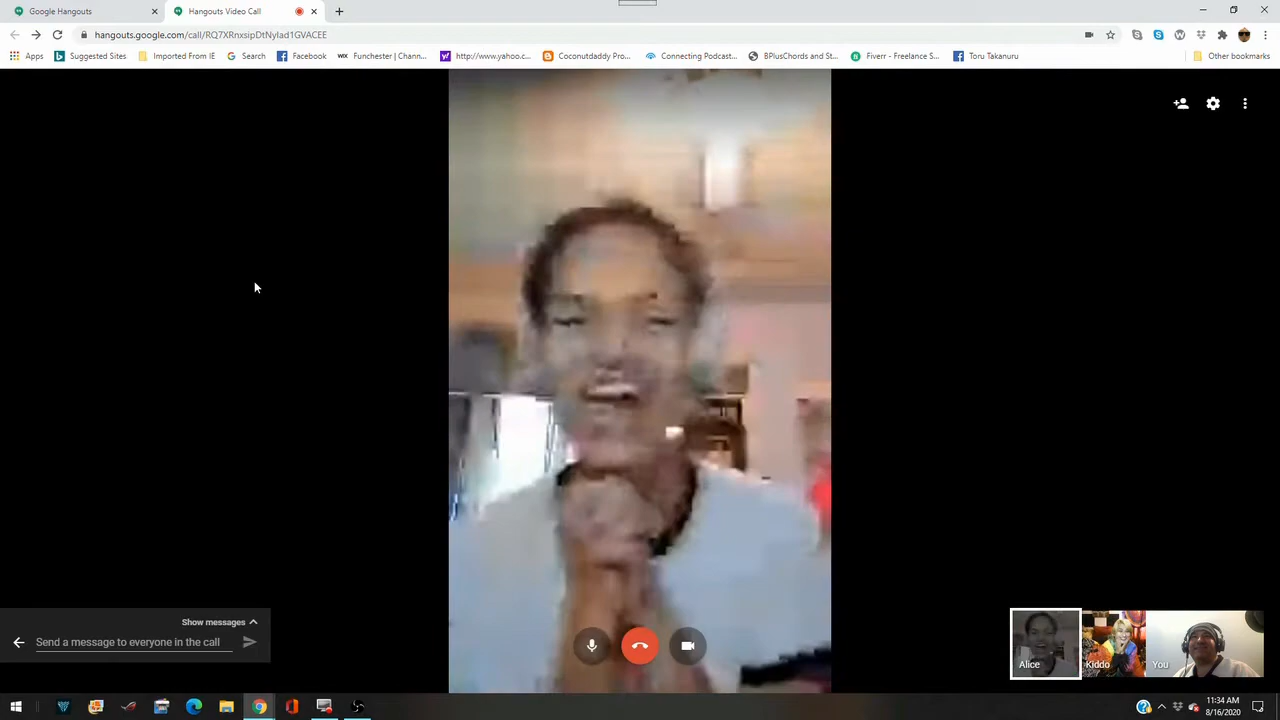 Google Hangouts
Hangouts Video Call
hangouts.google.com/call/RQ7XRnxsipDtNyIad1GVACEE
Apps
Suggested Sites
Imported From IE
Search
Facebook
Funchester | Chann...
http://www.yahoo.c...
Coconutdaddy Pro...
Connecting Podcast...
BPlusChords and St...
Fiverr - Freelance S...
Toru Takanuru
Other bookmarks
Show messages
Send a message to everyone in the call
Alice
Kiddo
You
11:34 AM
8/16/2020